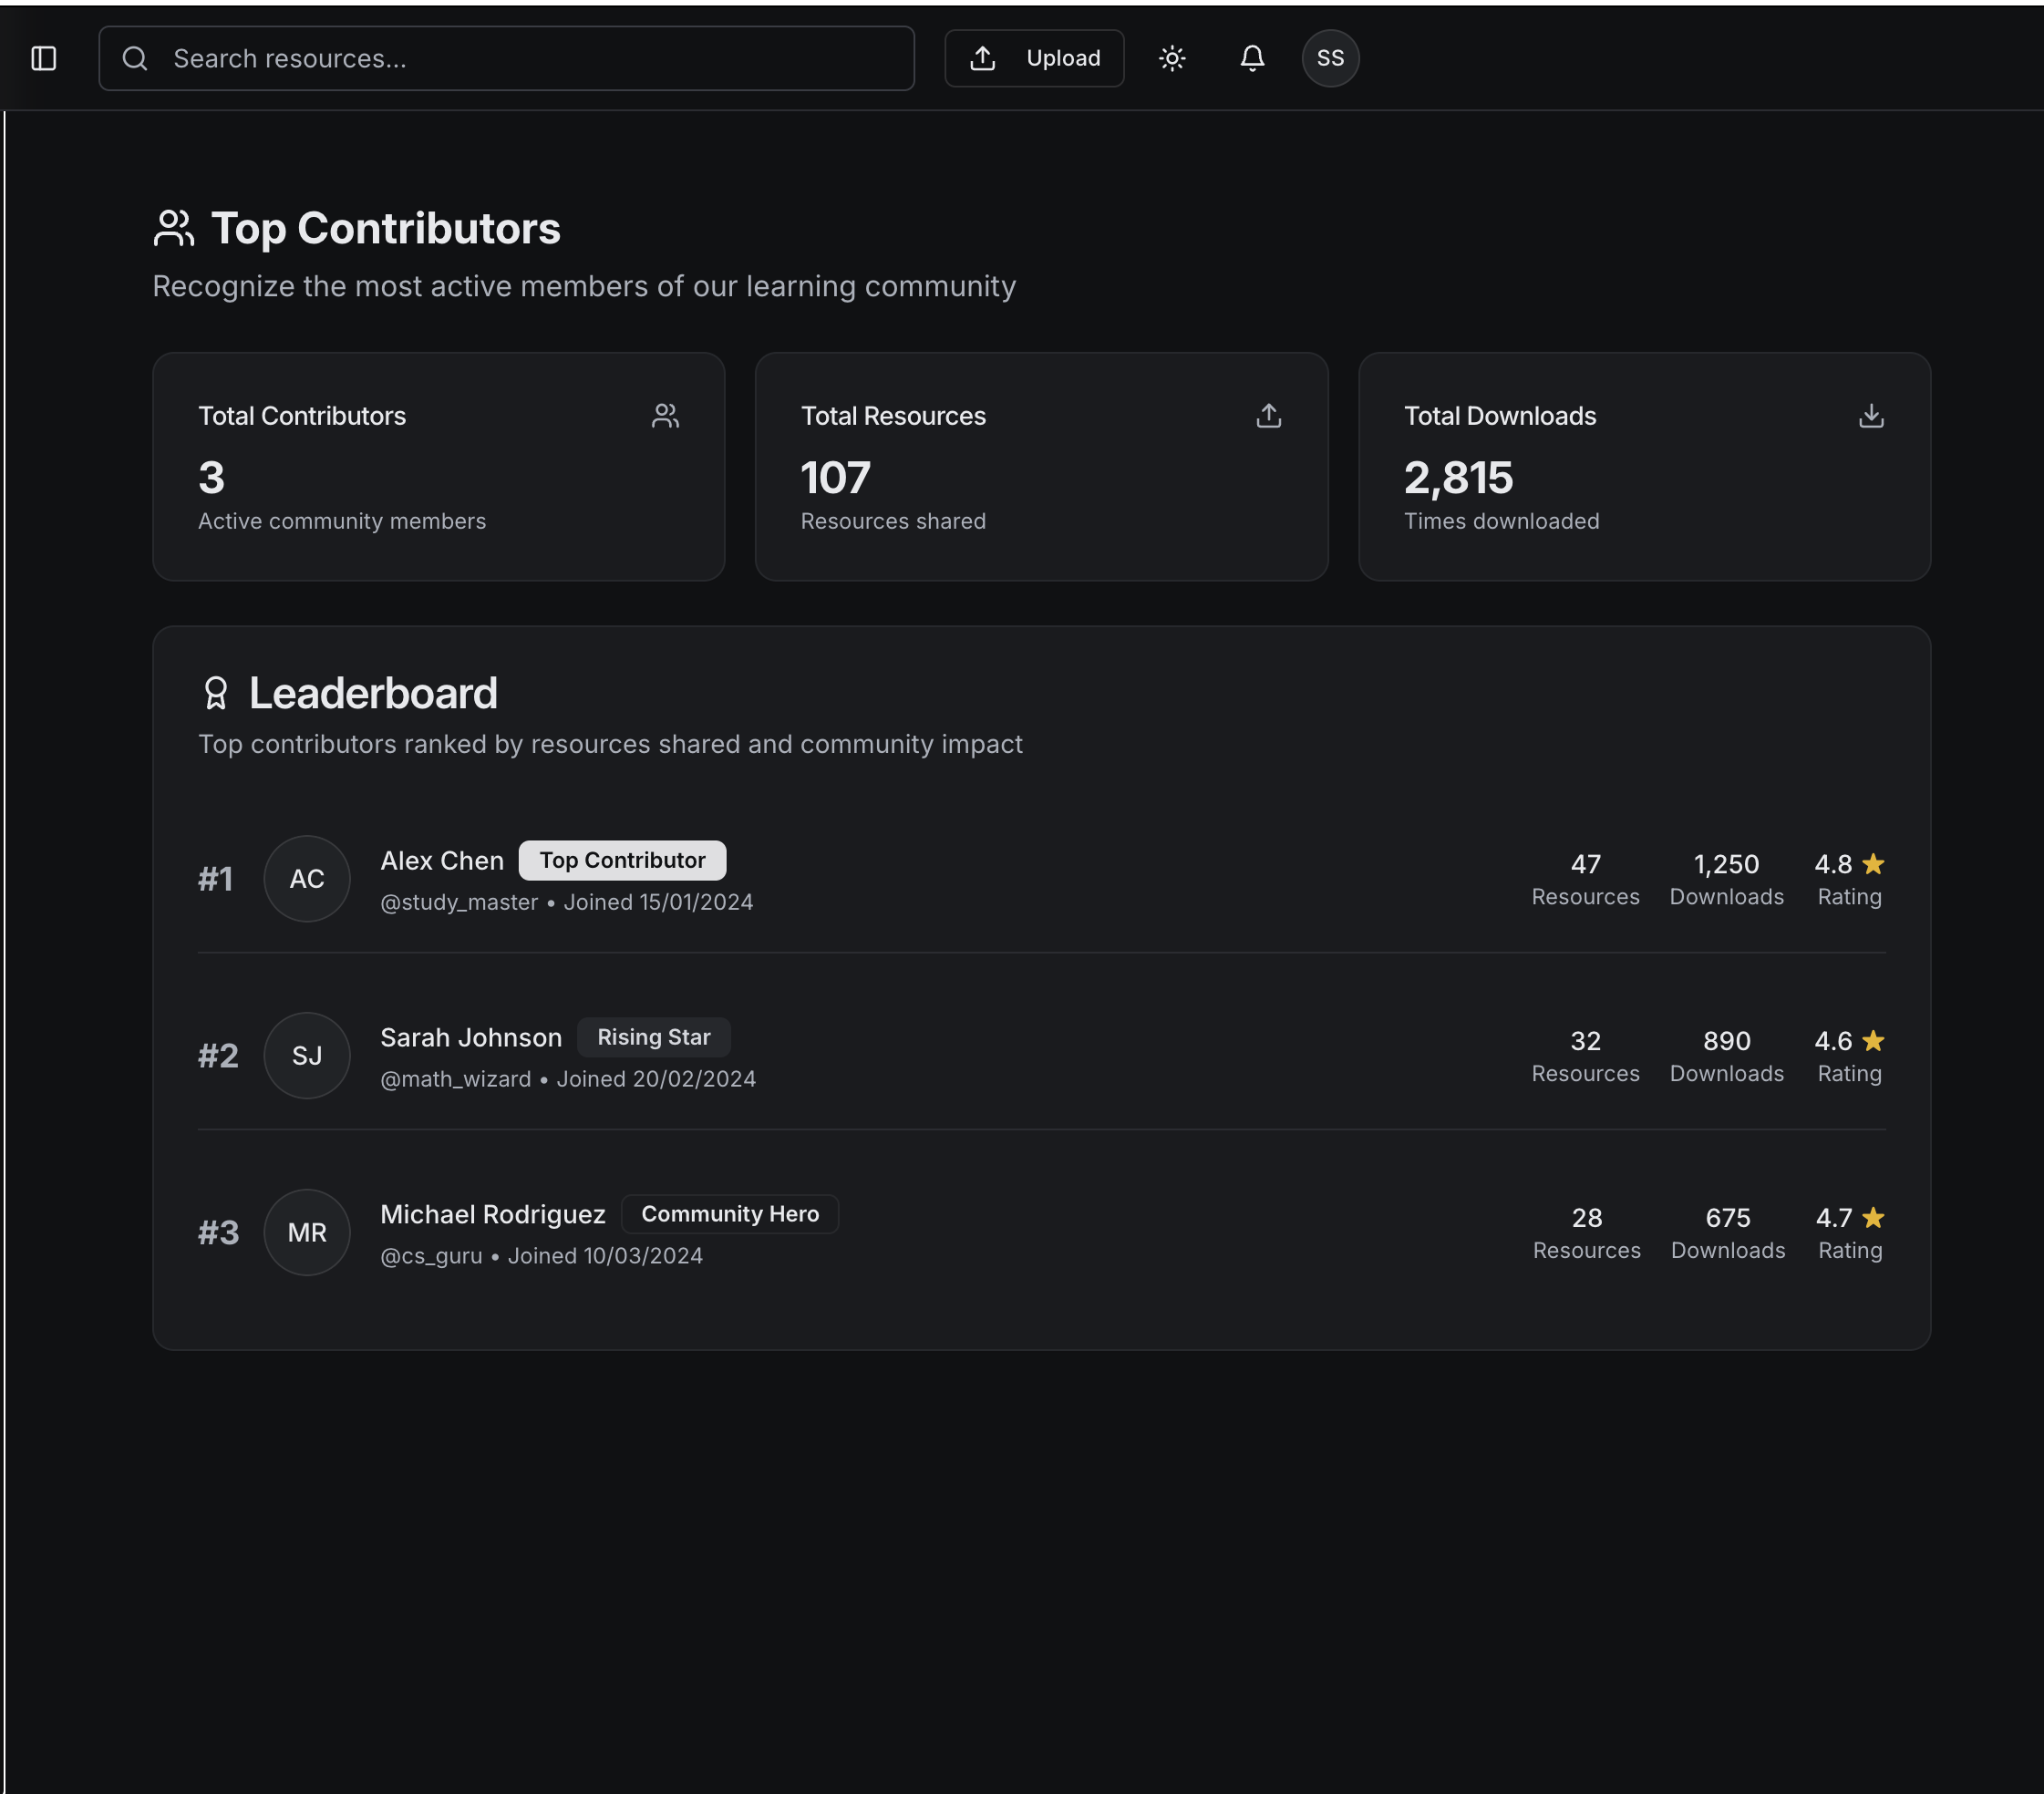 Search resources...
Upload
SS
Top Contributors
Recognize the most active members of our learning community
Total Contributors
3
Active community members
Total Resources
107
Resources shared
Total Downloads
2,815
Times downloaded
Leaderboard
Top contributors ranked by resources shared and community impact
#1
AC
Alex Chen Top Contributor
@study_master • Joined 15/01/2024
47 1,250 4.8
Resources Downloads Rating
#2
SJ
Sarah Johnson Rising Star
@math_wizard • Joined 20/02/2024
32 890 4.6
Resources Downloads Rating
#3
MR
Michael Rodriguez Community Hero
@cs_guru • Joined 10/03/2024
28 675 4.7
Resources Downloads Rating